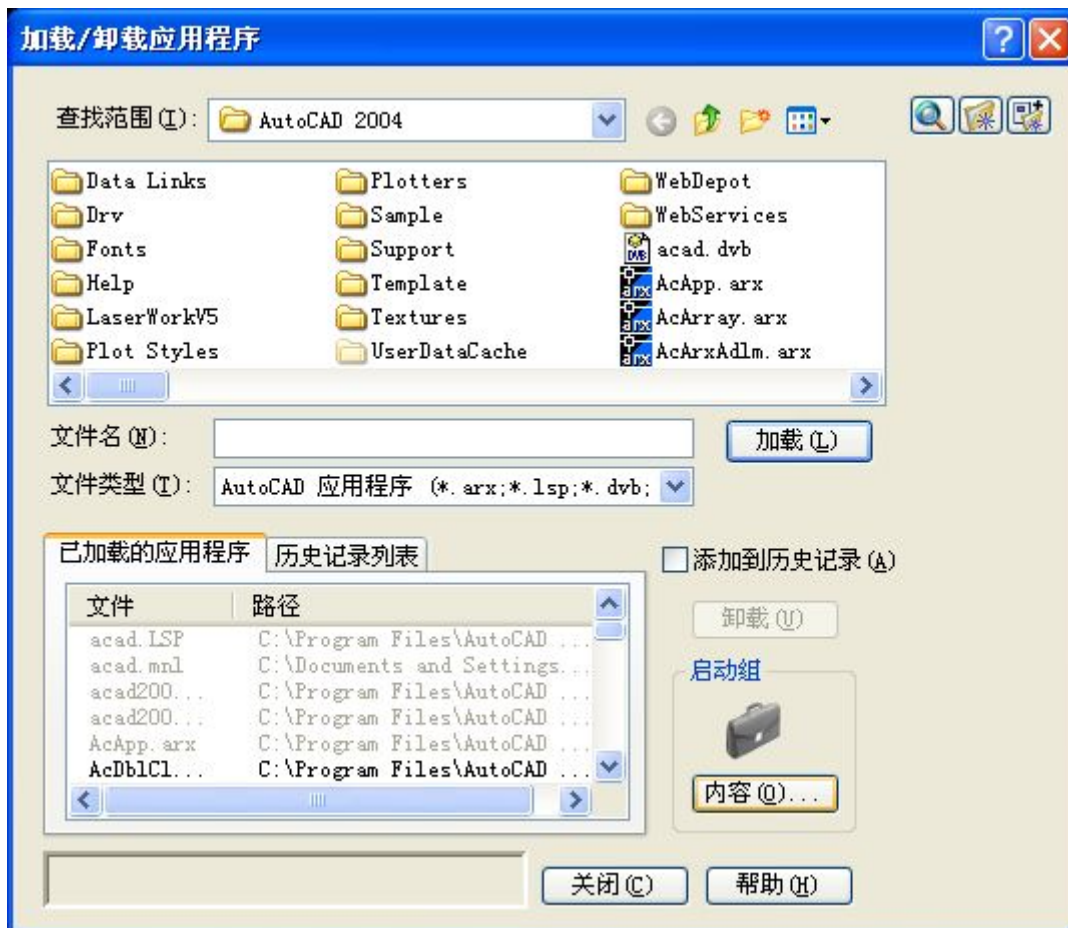 加载/卸载应用程序
查找范围(I): AutoCAD 2004
Data Links Plotters WebDepot
Drv Sample WebServices
Fonts Support acad.dvb
Help Template AcApp.arx
LaserWorkV5 Textures AcArray.arx
Plot Styles UserDataCache AcArxAdlm.arx
文件名(N): 加载(L)
文件类型(T): AutoCAD 应用程序 (*.arx;*.lsp;*.dvb;
已加载的应用程序 历史记录列表 添加到历史记录(A)
文件 路径
卸载(U)
acad.LSP C:\Program Files\AutoCAD ...
acad.mnl C:\Documents and Settings...
启动组
acad200... C:\Program Files\AutoCAD ...
acad200... C:\Program Files\AutoCAD ...
AcApp.arx C:\Program Files\AutoCAD ...
AcDblCl... C:\Program Files\AutoCAD ...
内容(O)...
关闭(C) 帮助(H)